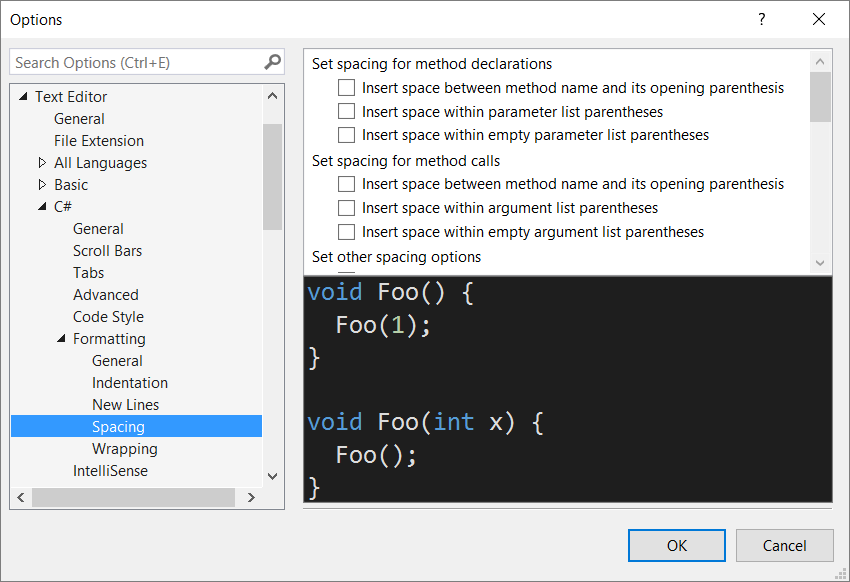 Options
?
Search Options (Ctrl+E)
Text Editor
General
File Extension
All Languages
Basic
C#
General
Scroll Bars
Tabs
Advanced
Code Style
Formatting
General
Indentation
New Lines
Spacing
Wrapping
IntelliSense
Set spacing for method declarations
Insert space between method name and its opening parenthesis
Insert space within parameter list parentheses
Insert space within empty parameter list parentheses
Set spacing for method calls
Insert space between method name and its opening parenthesis
Insert space within argument list parentheses
Insert space within empty argument list parentheses
Set other spacing options
void Foo() {
  Foo(1);
}
void Foo(int x) {
  Foo();
}
OK
Cancel